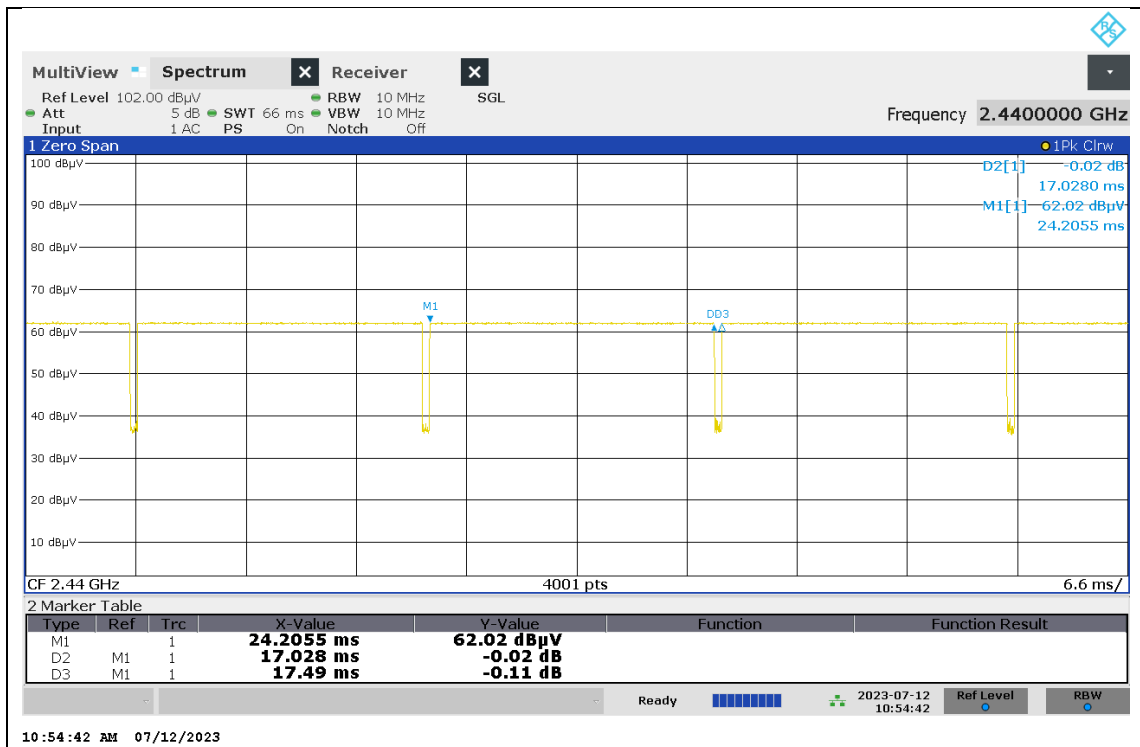 R&S
MultiView Spectrum X Receiver X
Ref Level 102.00 dBµV RBW 10 MHz SGL
Att 5 dB SWT 66 ms VBW 10 MHz
Input 1 AC PS On Notch Off
Frequency 2.4400000 GHz
1 Zero Span 1Pk Clrw
100 dBµV
D2[1] -0.02 dB
17.0280 ms
90 dBµV
M1[1] 62.02 dBµV
24.2055 ms
80 dBµV
70 dBµV
M1
DD3
60 dBµV
50 dBµV
40 dBµV
30 dBµV
20 dBµV
10 dBµV
CF 2.44 GHz 4001 pts 6.6 ms/
2 Marker Table
Type Ref Trc X-Value Y-Value Function Function Result
M1 1 24.2055 ms 62.02 dBµV
D2 M1 1 17.028 ms -0.02 dB
D3 M1 1 17.49 ms -0.11 dB
Ready 2023-07-12 Ref Level RBW
10:54:42
10:54:42 AM 07/12/2023